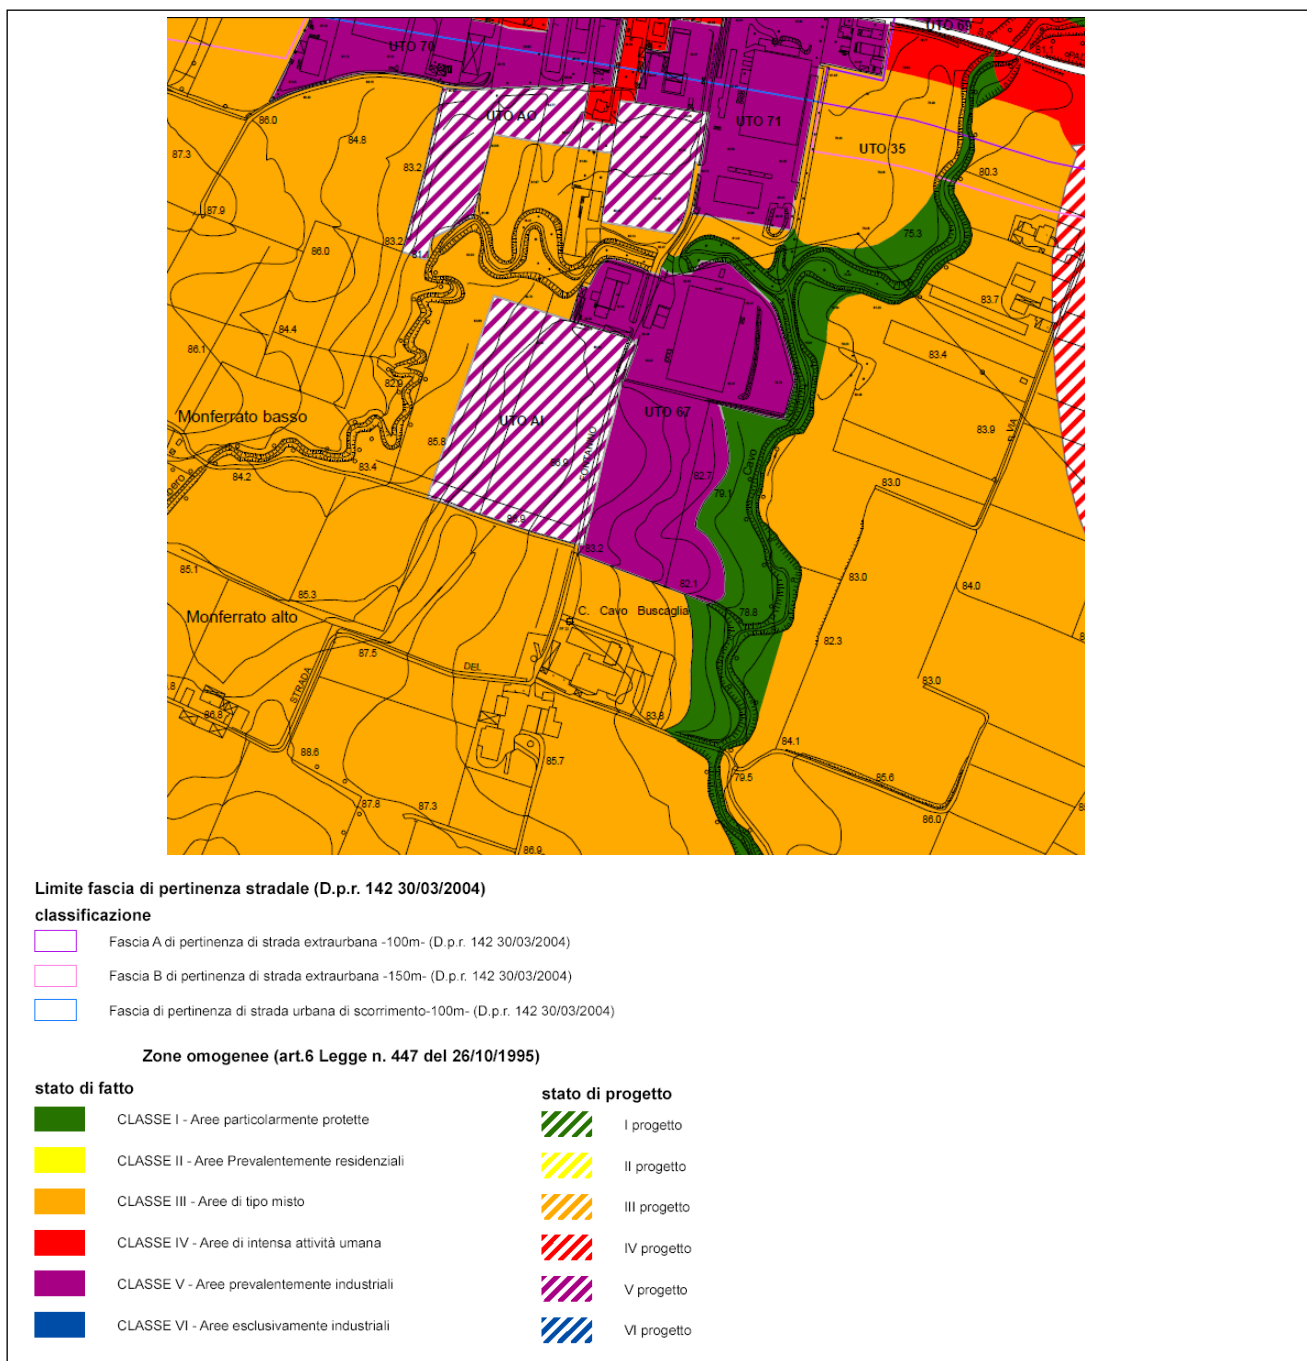 UTO 69
UTO 70
81.1
UTO AO
86.0
UTO 71
84.8
87.3
UTO 35
83.2
80.3
87.9
75.3
83.2
86.0
83.7
84.4
86.1
83.4
82.9
Monferrato basso
UTO 67
UTO AI
VIA
83.9
85.8
FONTANINO
86.9
83.4
84.2
82.7
Cavo
83.0
79.1
83.9
83.2
85.1
82.1
83.0
84.0
85.3
C. Cavo Buscaglia
78.8
Monferrato alto
82.3
87.5
DEL
STRADA
83.0
86.8
83.8
84.1
88.6
85.7
79.5
85.6
87.8
87.3
86.0
86.9
Limite fascia di pertinenza stradale (D.p.r. 142 30/03/2004)
classificazione
Fascia A di pertinenza di strada extraurbana -100m- (D.p.r. 142 30/03/2004)
Fascia B di pertinenza di strada extraurbana -150m- (D.p.r. 142 30/03/2004)
Fascia di pertinenza di strada urbana di scorrimento-100m- (D.p.r. 142 30/03/2004)
Zone omogenee (art.6 Legge n. 447 del 26/10/1995)
stato di fatto
CLASSE I - Aree particolarmente protette
CLASSE II - Aree Prevalentemente residenziali
CLASSE III - Aree di tipo misto
CLASSE IV - Aree di intensa attività umana
CLASSE V - Aree prevalentemente industriali
CLASSE VI - Aree esclusivamente industriali
stato di progetto
I progetto
II progetto
III progetto
IV progetto
V progetto
VI progetto